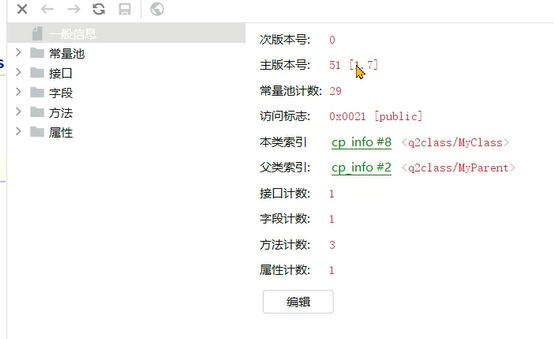 一般信息
常量池
接口
字段
方法
属性
次版本号: 0
主版本号: 51 [1.7]
常量池计数: 29
访问标志: 0x0021 [public]
本类索引 cp_info #8 <q2class/MyClass>
父类索引: cp_info #2 <q2class/MyParent>
接口计数: 1
字段计数: 1
方法计数: 3
属性计数: 1
编辑